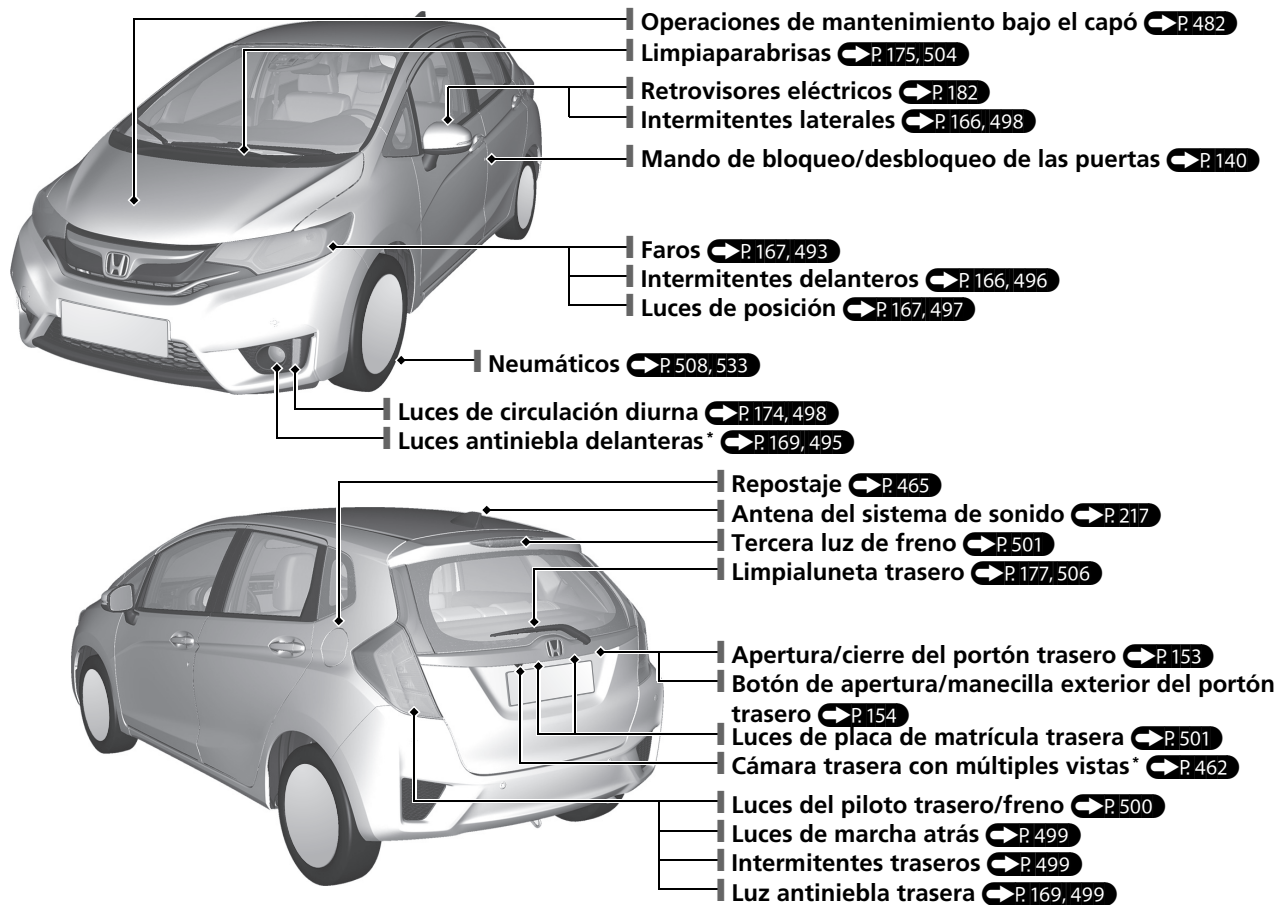 Operaciones de mantenimiento bajo el capó P. 482
Limpiaparabrisas P. 175, 504
Retrovisores eléctricos P. 182
Intermitentes laterales P. 166, 498
Mando de bloqueo/desbloqueo de las puertas P. 140
Faros P. 167, 493
Intermitentes delanteros P. 166, 496
Luces de posición P. 167, 497
Neumáticos P. 508, 533
Luces de circulación diurna P. 174, 498
Luces antiniebla delanteras* P. 169, 495
Repostaje P. 465
Antena del sistema de sonido P. 217
Tercera luz de freno P. 501
Limpialuneta trasero P. 177, 506
Apertura/cierre del portón trasero P. 153
Botón de apertura/manecilla exterior del portón
trasero P. 154
Luces de placa de matrícula trasera P. 501
Cámara trasera con múltiples vistas* P. 462
Luces del piloto trasero/freno P. 500
Luces de marcha atrás P. 499
Intermitentes traseros P. 499
Luz antiniebla trasera P. 169, 499